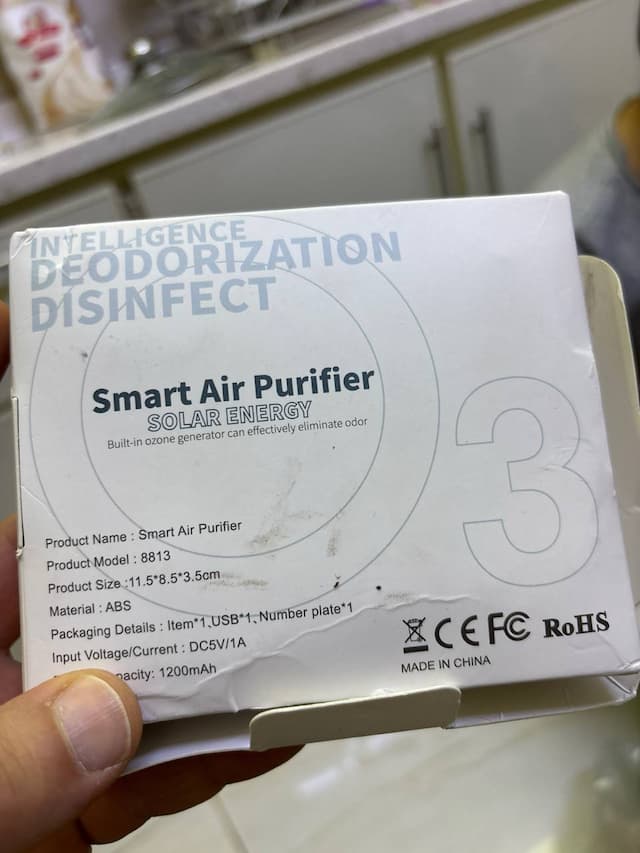 INTELLIGENCE
DEODORIZATION
DISINFECT
Smart Air Purifier
SOLAR ENERGY
Built-in ozone generator can effectively eliminate odor
3
Product Name : Smart Air Purifier
Product Model : 8813
Product Size :11.5*8.5*3.5cm
Material : ABS
Packaging Details : Item*1,USB*1, Number plate*1
Input Voltage/Current : DC5V/1A
1200mAh
CE FC RoHS
MADE IN CHINA